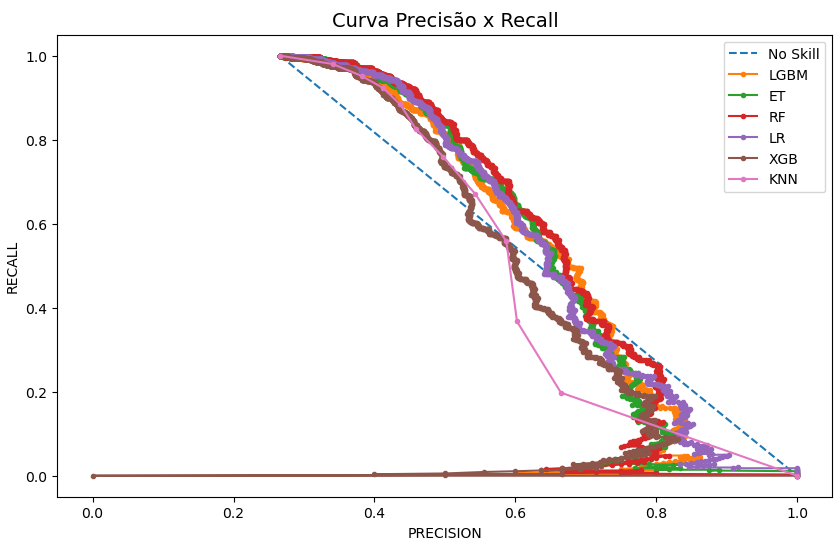 Curva Precisão x Recall
No Skill
LGBM
ET
RF
LR
XGB
KNN
RECALL
1.0
0.8
0.6
0.4
0.2
0.0
0.0 0.2 0.4 0.6 0.8 1.0
PRECISION